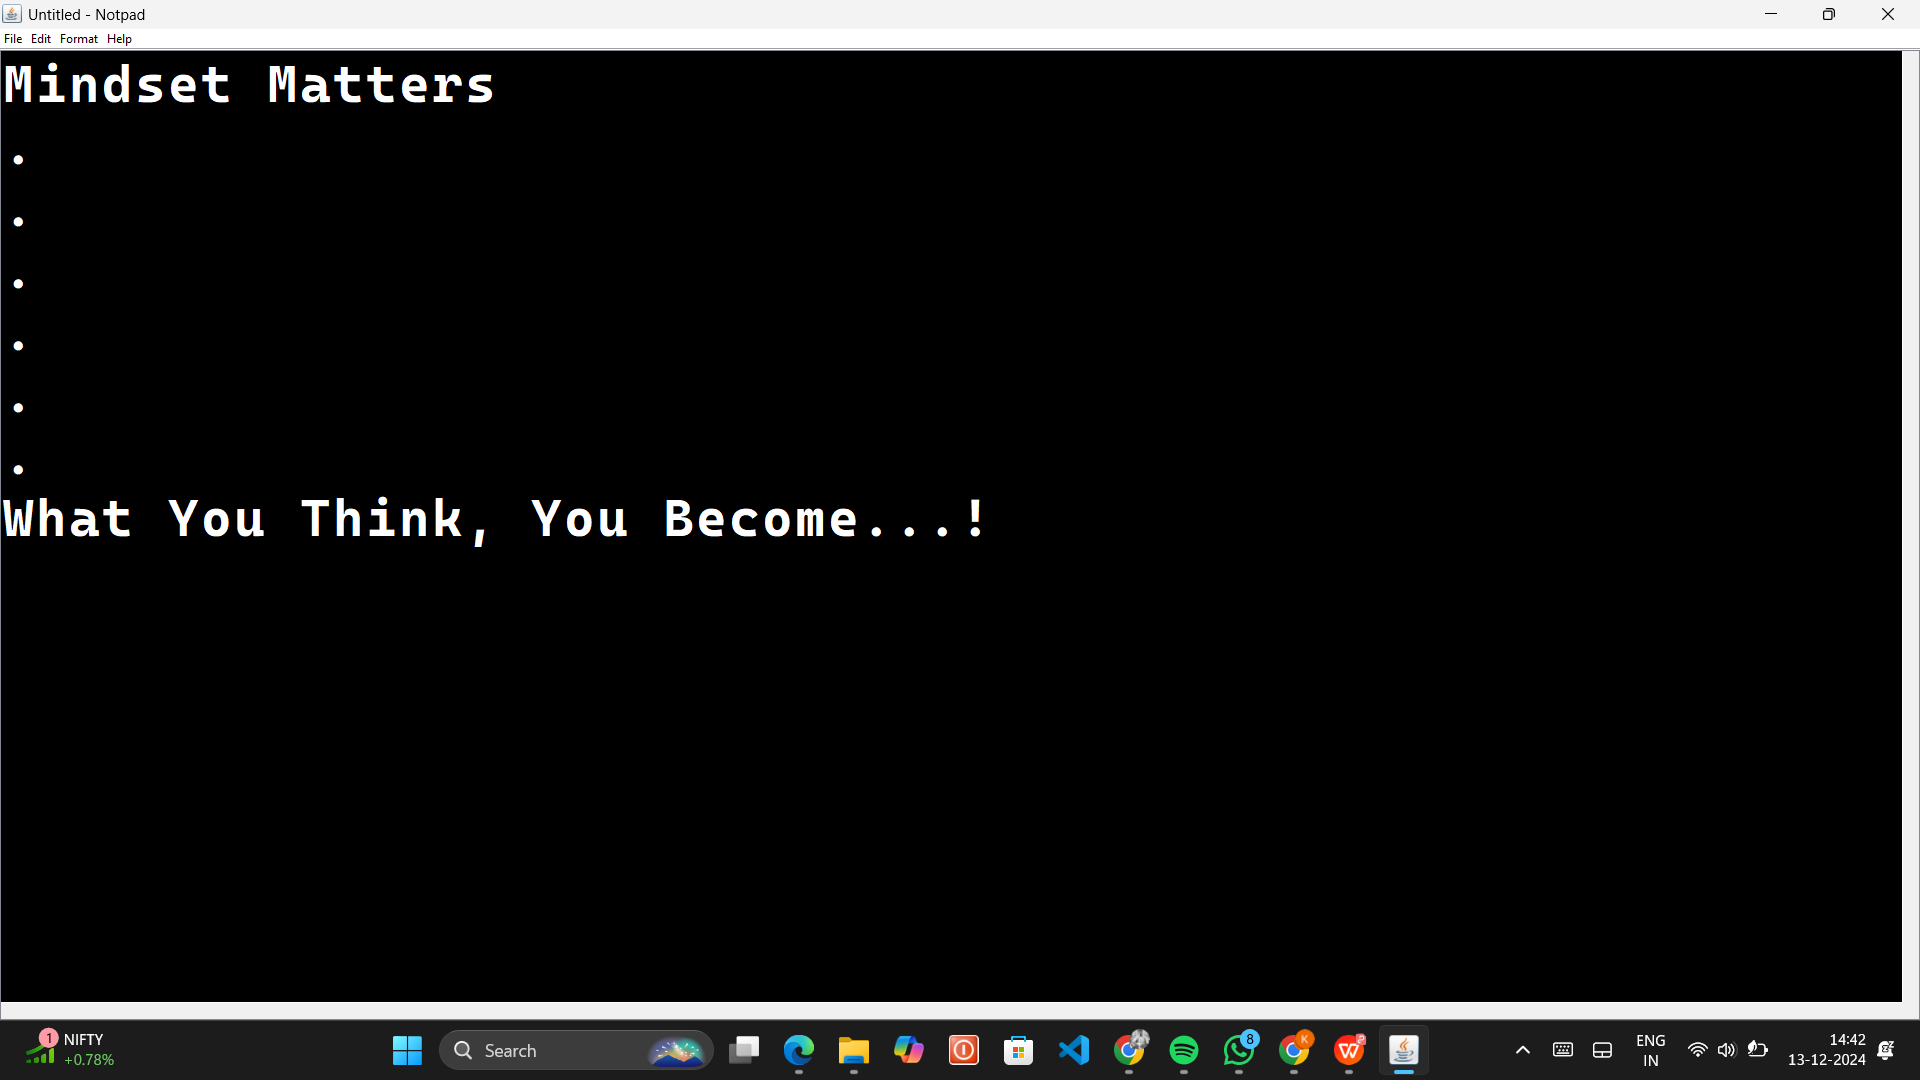 Untitled - Notpad
File Edit Format Help
Mindset Matters
•
•
•
•
•
•
What You Think, You Become...!
1
NIFTY
+0.78%
Search
8
K
ENG
IN
14:42
13-12-2024